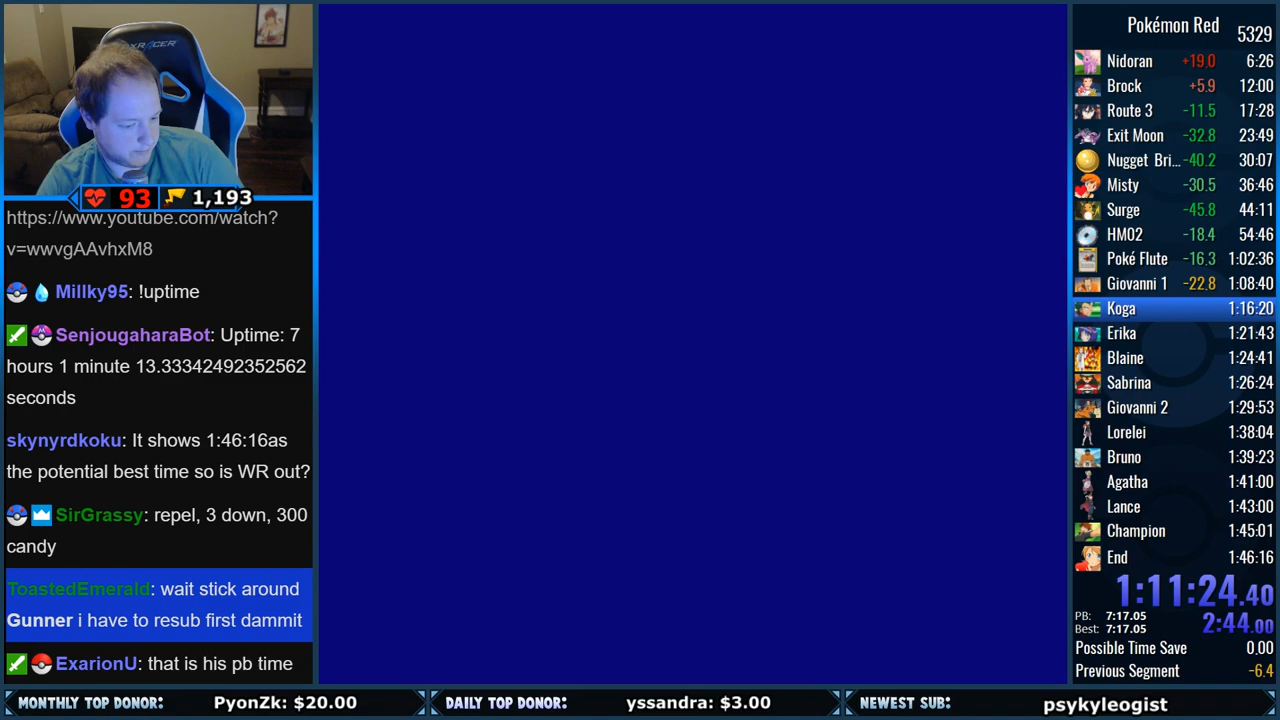 93
1,193
https://www.youtube.com/watch?
v=wwvgAAvhxM8
Millky95: !uptime
SenjougaharaBot: Uptime: 7
hours 1 minute 13.33342492352562
seconds
skynyrdkoku: It shows 1:46:16as
the potential best time so is WR out?
SirGrassy: repel, 3 down, 300
candy
ToastedEmerald: wait stick around
Gunner i have to resub first dammit
ExarionU: that is his pb time
Pokémon Red 5329
Nidoran +19.0 6:26
Brock +5.9 12:00
Route 3 -11.5 17:28
Exit Moon -32.8 23:49
Nugget Bri... -40.2 30:07
Misty -30.5 36:46
Surge -45.8 44:11
HM02 -18.4 54:46
Poké Flute -16.3 1:02:36
Giovanni 1 -22.8 1:08:40
Koga 1:16:20
Erika 1:21:43
Blaine 1:24:41
Sabrina 1:26:24
Giovanni 2 1:29:53
Lorelei 1:38:04
Bruno 1:39:23
Agatha 1:41:00
Lance 1:43:00
Champion 1:45:01
End 1:46:16
1:11:24.40
PB: 7:17.05
Best: 7:17.05 2:44.00
Possible Time Save 0.00
Previous Segment -6.4
MONTHLY TOP DONOR: PyonZk: $20.00
DAILY TOP DONOR: yssandra: $3.00
NEWEST SUB: psykyleogist